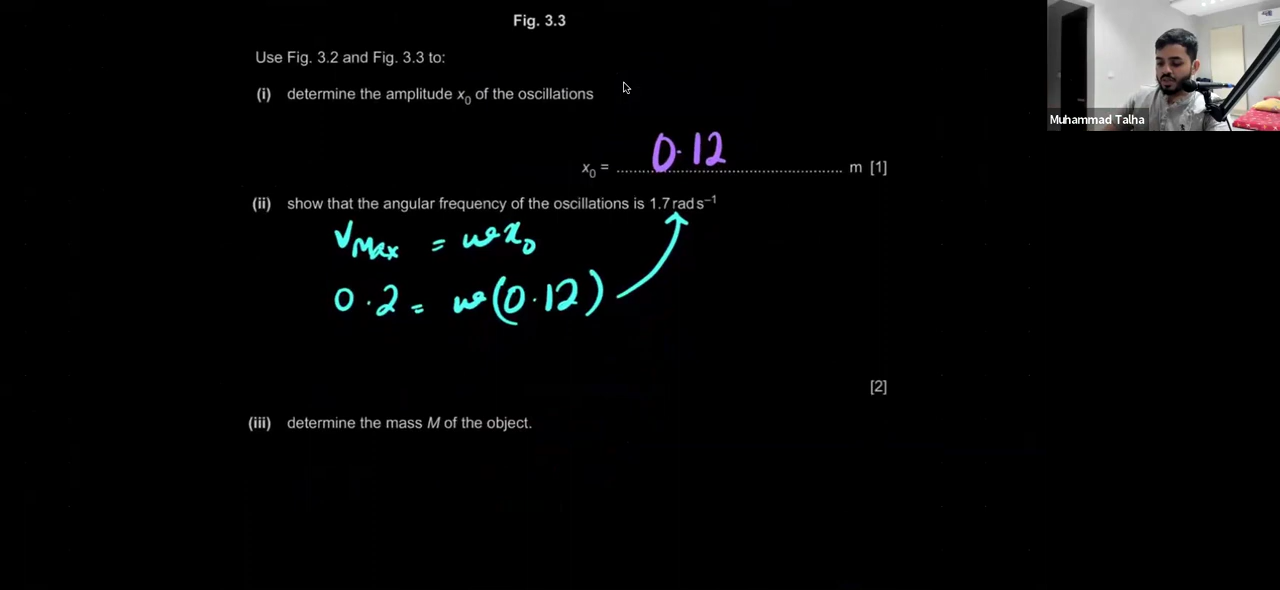 Fig. 3.3
Muhammad Talha
Use Fig. 3.2 and Fig. 3.3 to:
(i) determine the amplitude x₀ of the oscillations
x₀ = 0.12 m [1]
(ii) show that the angular frequency of the oscillations is 1.7 rad s⁻¹
vMax = ωx₀
0.2 = ω(0.12)
[2]
(iii) determine the mass M of the object.